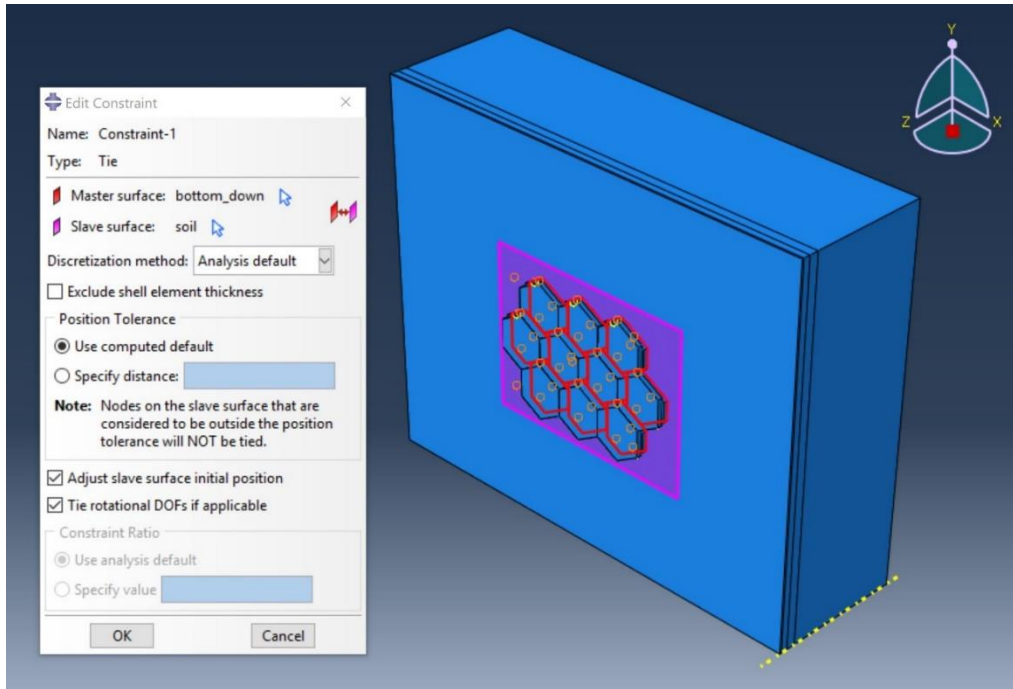 Edit Constraint
Name: Constraint-1
Type: Tie
Master surface: bottom_down
Slave surface: soil
Discretization method: Analysis default
Exclude shell element thickness
Position Tolerance
Use computed default
Specify distance:
Note: Nodes on the slave surface that are
considered to be outside the position
tolerance will NOT be tied.
Adjust slave surface initial position
Tie rotational DOFs if applicable
Constraint Ratio
Use analysis default
Specify value
OK Cancel
Y
Z X